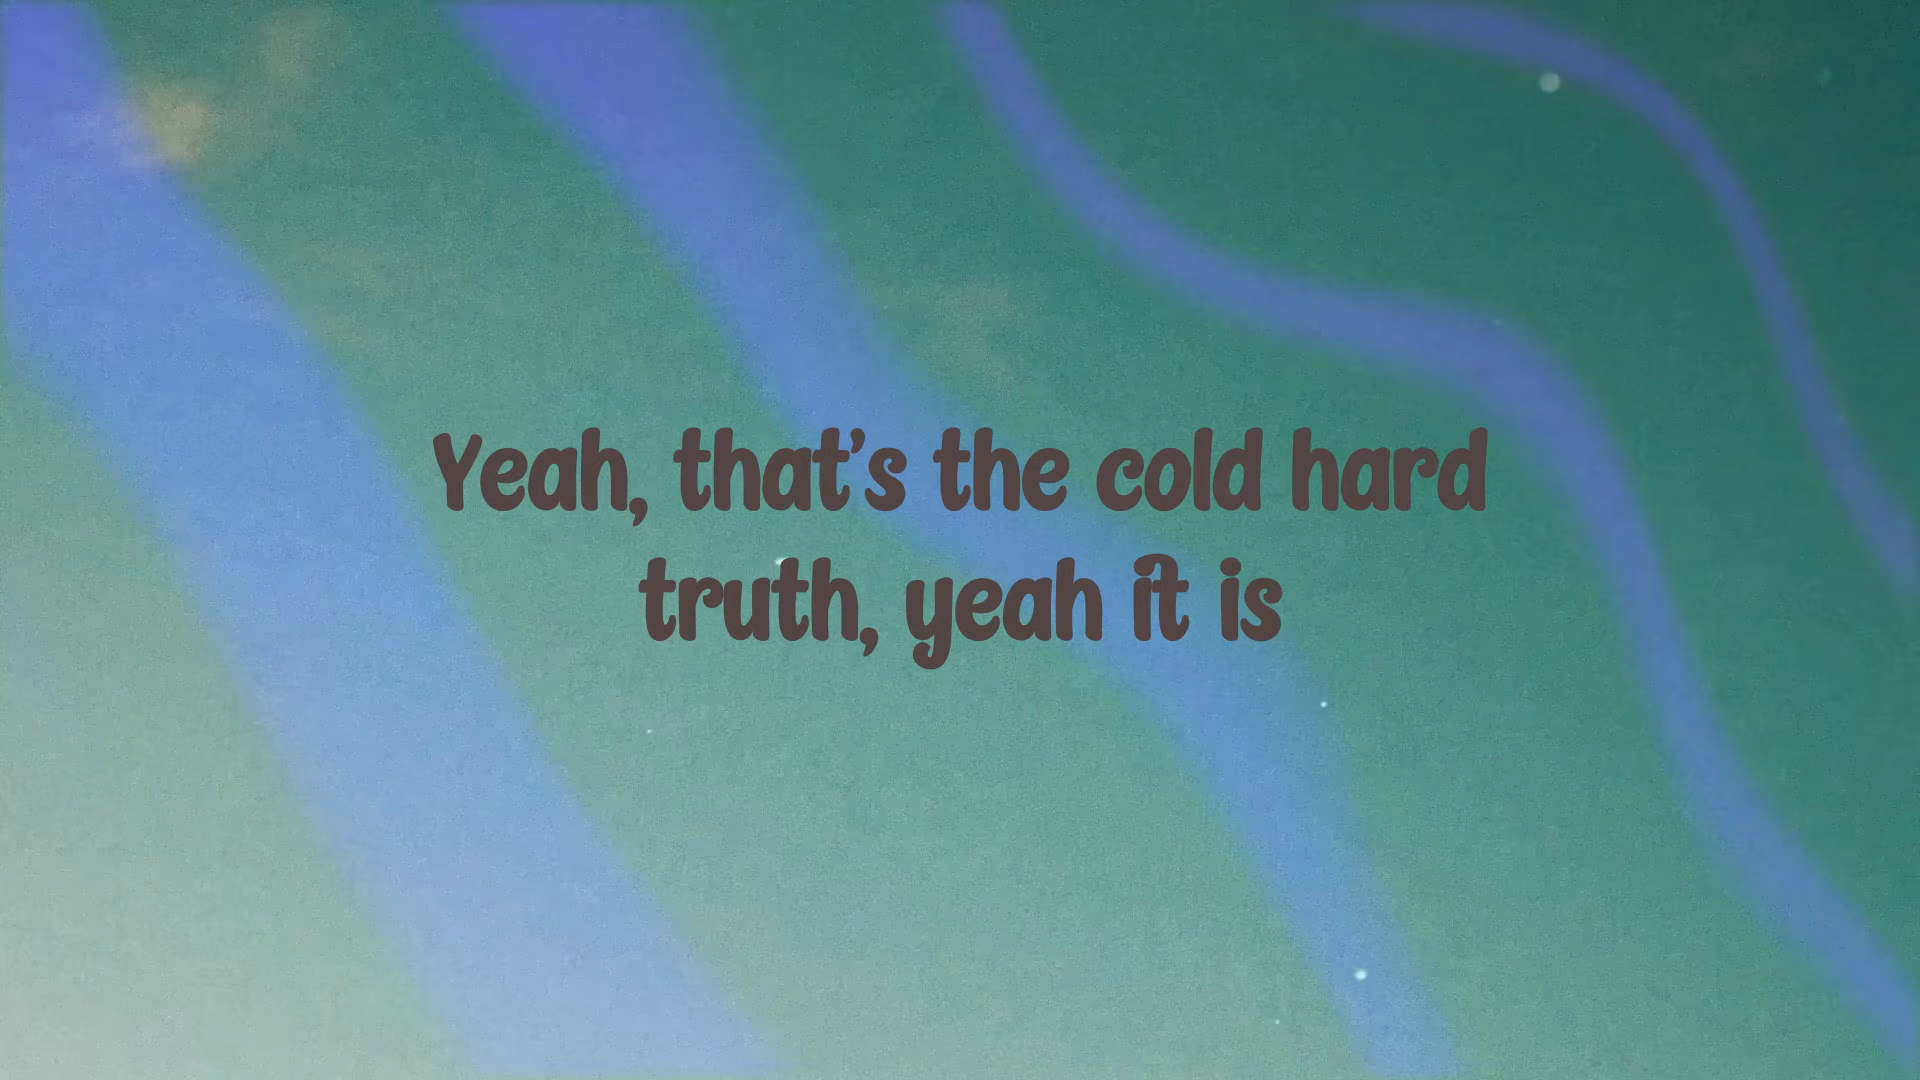 Yeah, that's the cold hard
truth, yeah it is